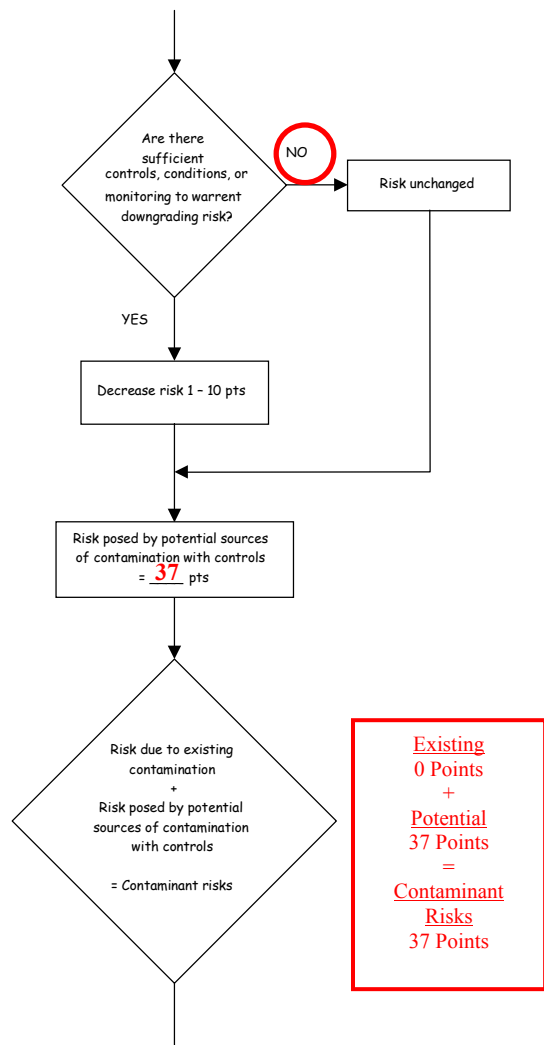 Are there
sufficient
controls, conditions, or
monitoring to warrent
downgrading risk?
NO
Risk unchanged
YES
Decrease risk 1 – 10 pts
Risk posed by potential sources
of contamination with controls
= 37 pts
Risk due to existing
contamination
+
Risk posed by potential
sources of contamination
with controls
= Contaminant risks
Existing
0 Points
+
Potential
37 Points
=
Contaminant
Risks
37 Points